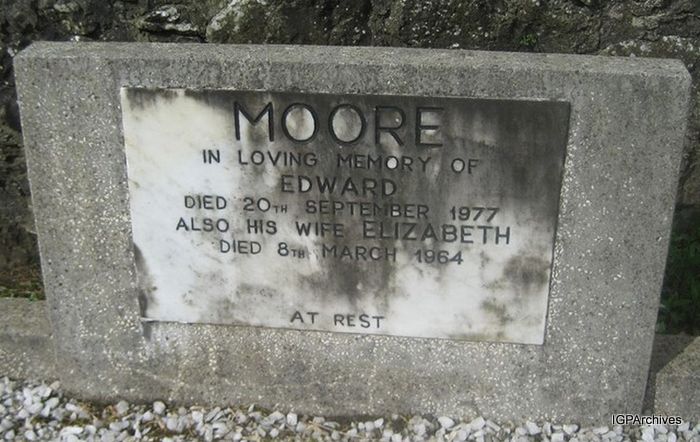 MOORE
IN LOVING MEMORY OF
EDWARD
DIED 20TH SEPTEMBER 1977
ALSO HIS WIFE ELIZABETH
DIED 8TH MARCH 1964
AT REST
IGPArchives